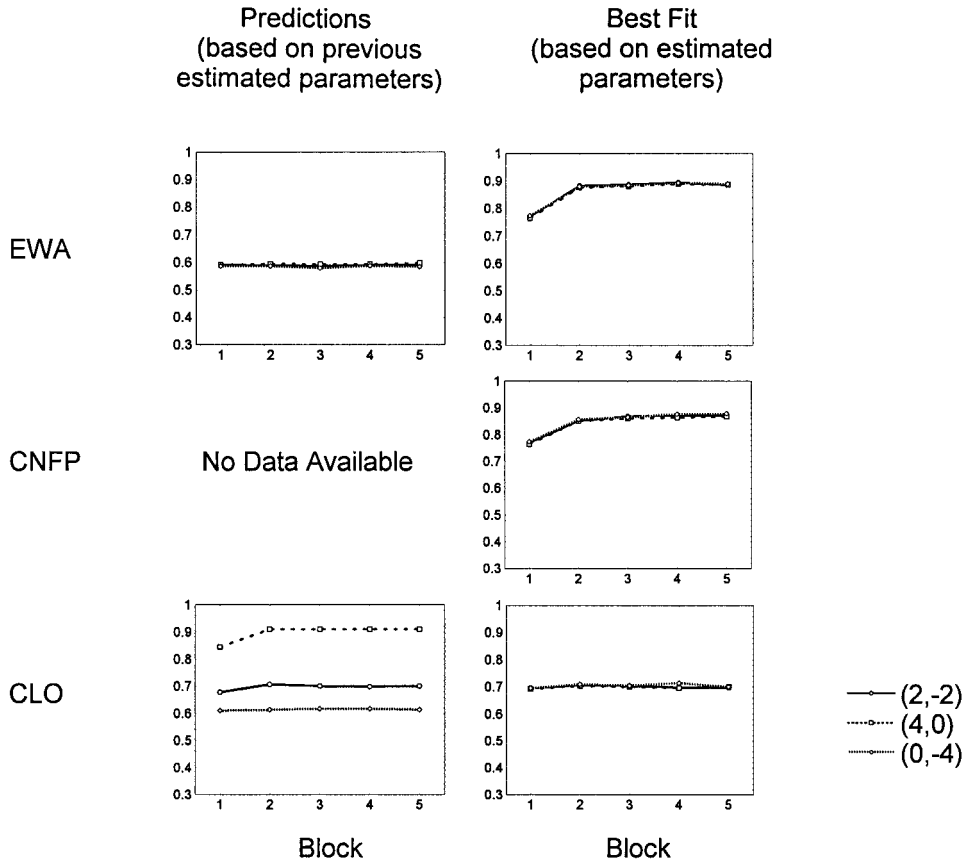 Predictions
(based on previous
estimated parameters)
Best Fit
(based on estimated
parameters)
EWA
1
0.9
0.8
0.7
0.6
0.5
0.4
0.3
1 2 3 4 5
1
0.9
0.8
0.7
0.6
0.5
0.4
0.3
1 2 3 4 5
CNFP
No Data Available
1
0.9
0.8
0.7
0.6
0.5
0.4
0.3
1 2 3 4 5
CLO
1
0.9
0.8
0.7
0.6
0.5
0.4
0.3
1 2 3 4 5
Block
1
0.9
0.8
0.7
0.6
0.5
0.4
0.3
1 2 3 4 5
Block
(2,-2)
(4,0)
(0,-4)